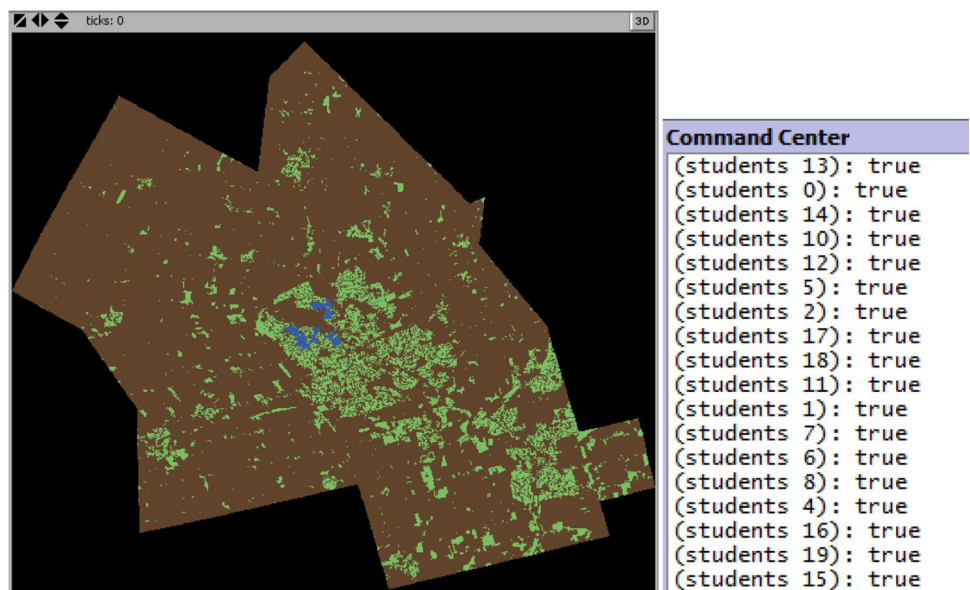 ticks: 0
3D
Command Center
(students 13): true
(students 0): true
(students 14): true
(students 10): true
(students 12): true
(students 5): true
(students 2): true
(students 17): true
(students 18): true
(students 11): true
(students 1): true
(students 7): true
(students 6): true
(students 8): true
(students 4): true
(students 16): true
(students 19): true
(students 15): true